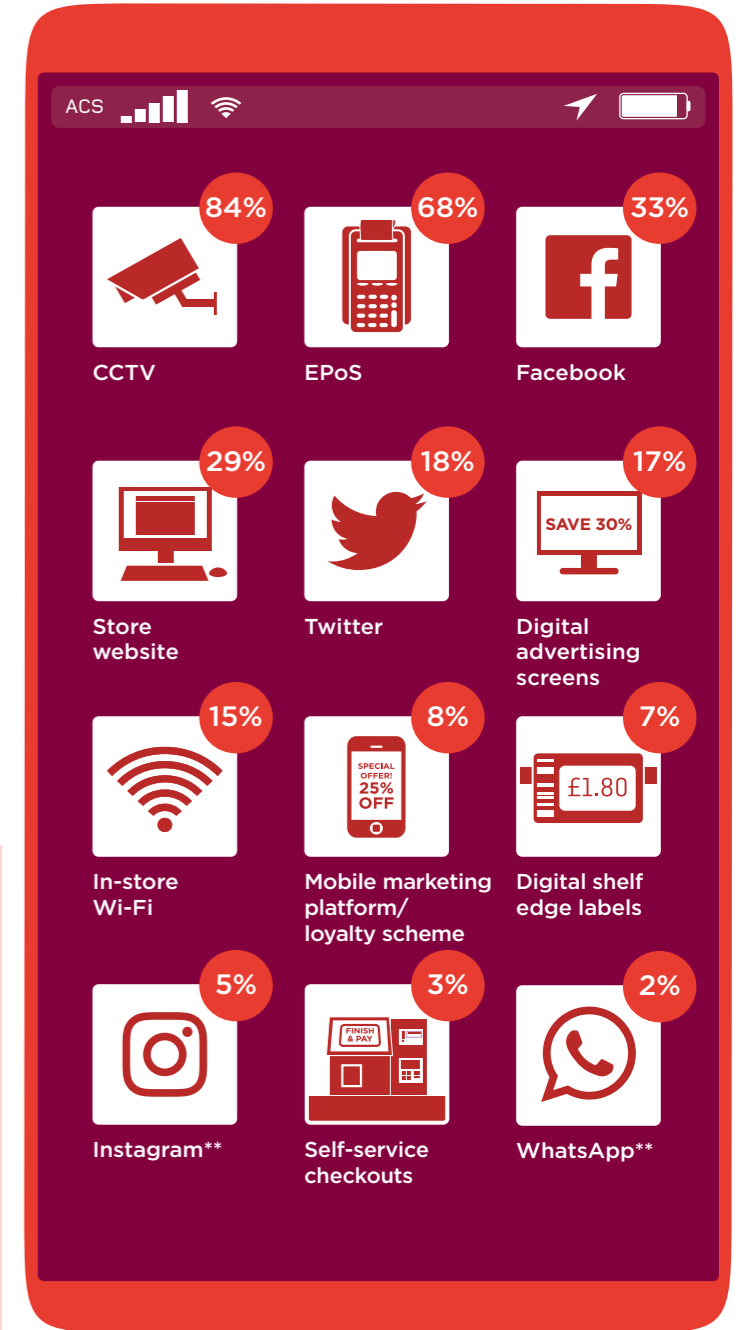 ACS
84%
68%
33%
CCTV
EPoS
Facebook
29%
18%
17%
SAVE 30%
Store
website
Twitter
Digital
advertising
screens
15%
8%
7%
SPECIAL
OFFER!
25%
OFF
£1.80
In-store
Wi-Fi
Mobile marketing
platform/
loyalty scheme
Digital shelf
edge labels
5%
3%
2%
FINISH
& PAY
Instagram**
Self-service
checkouts
WhatsApp**